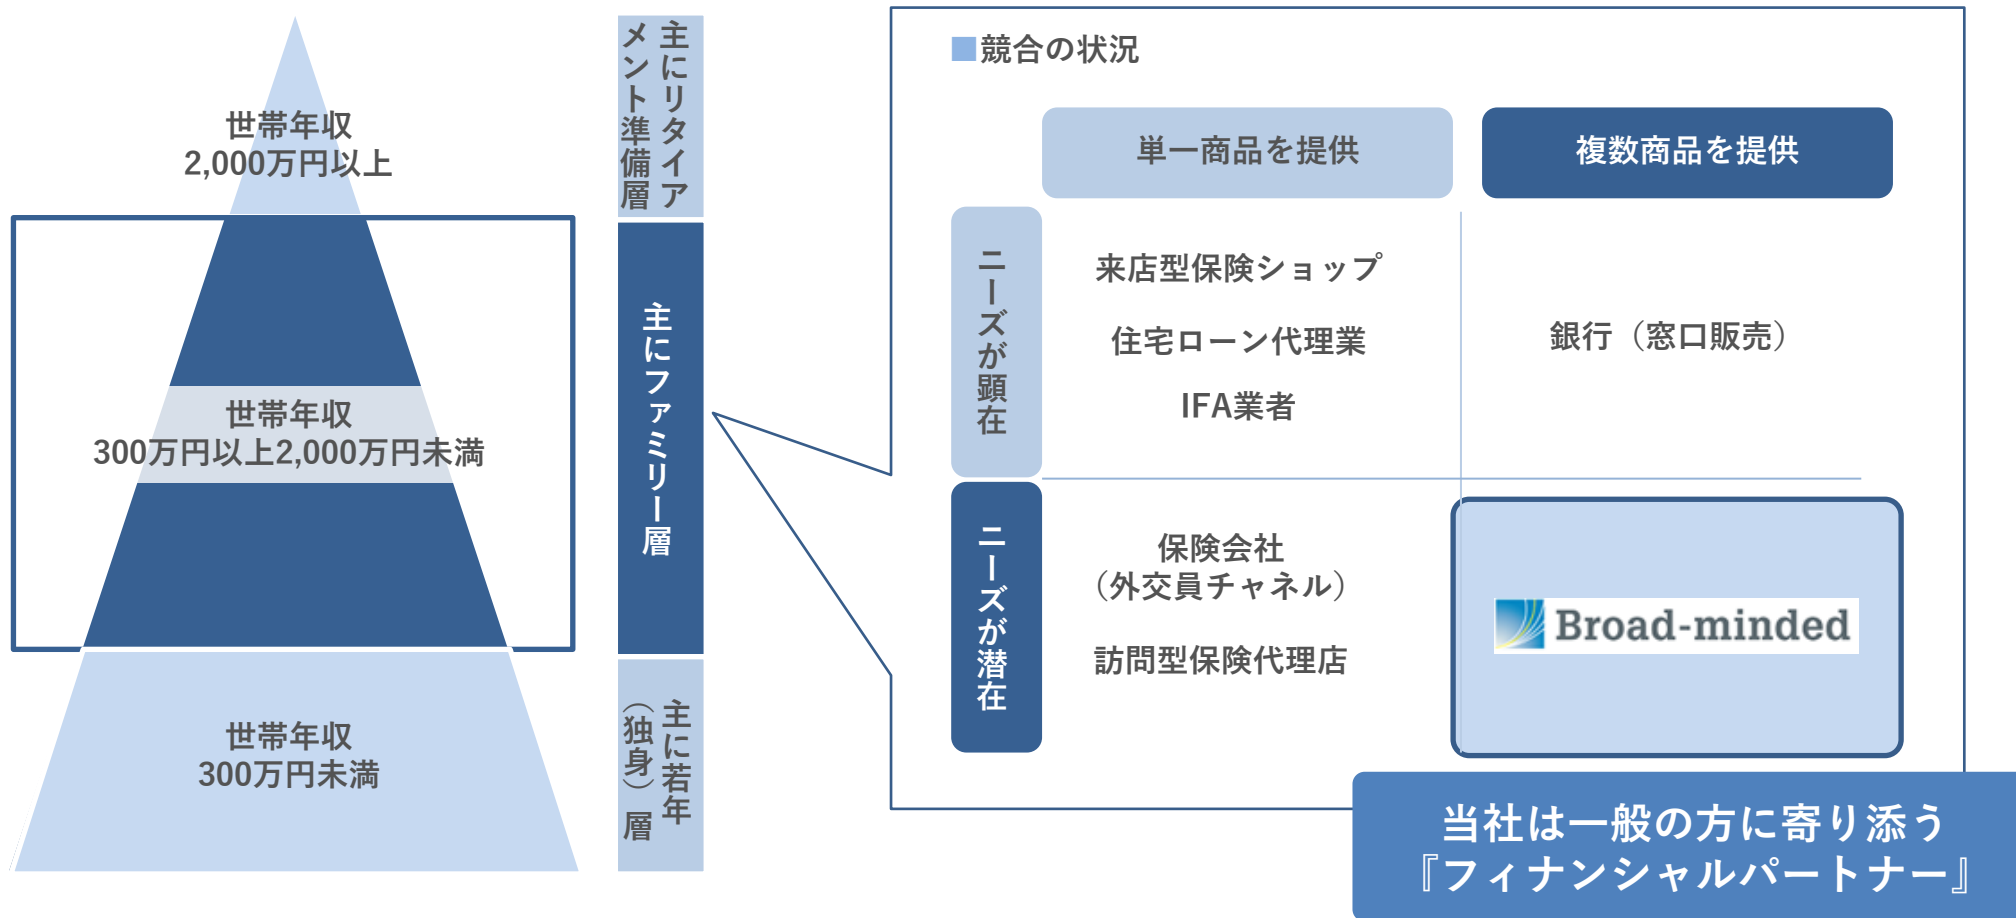 世帯年収
2,000万円以上
世帯年収
300万円以上2,000万円未満
世帯年収
300万円未満
主にリタイア
メント準備層
主にファミリー層
主に若年
（独身）層
■競合の状況
単一商品を提供
複数商品を提供
ニーズが顕在
来店型保険ショップ
住宅ローン代理業
IFA業者
銀行（窓口販売）
ニーズが潜在
保険会社
（外交員チャネル）
訪問型保険代理店
Broad-minded
当社は一般の方に寄り添う
『フィナンシャルパートナー』